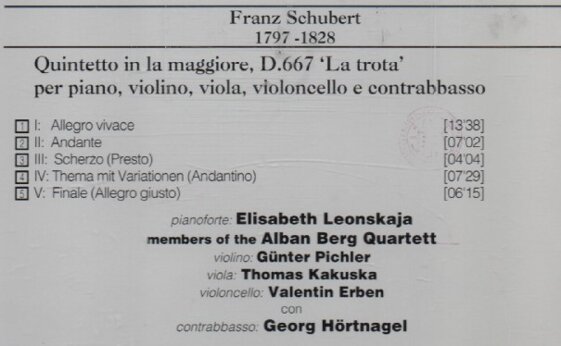 Franz Schubert
1797 -1828
Quintetto in la maggiore, D.667 ‘La trota’
per piano, violino, viola, violoncello e contrabbasso
1 I: Allegro vivace [13'38]
2 II: Andante [07'02]
3 III: Scherzo (Presto) [04'04]
4 IV: Thema mit Variationen (Andantino) [07'29]
5 V: Finale (Allegro giusto) [06'15]
pianoforte: Elisabeth Leonskaja
members of the Alban Berg Quartett
violino: Günter Pichler
viola: Thomas Kakuska
violoncello: Valentin Erben
con
contrabbasso: Georg Hörtnagel